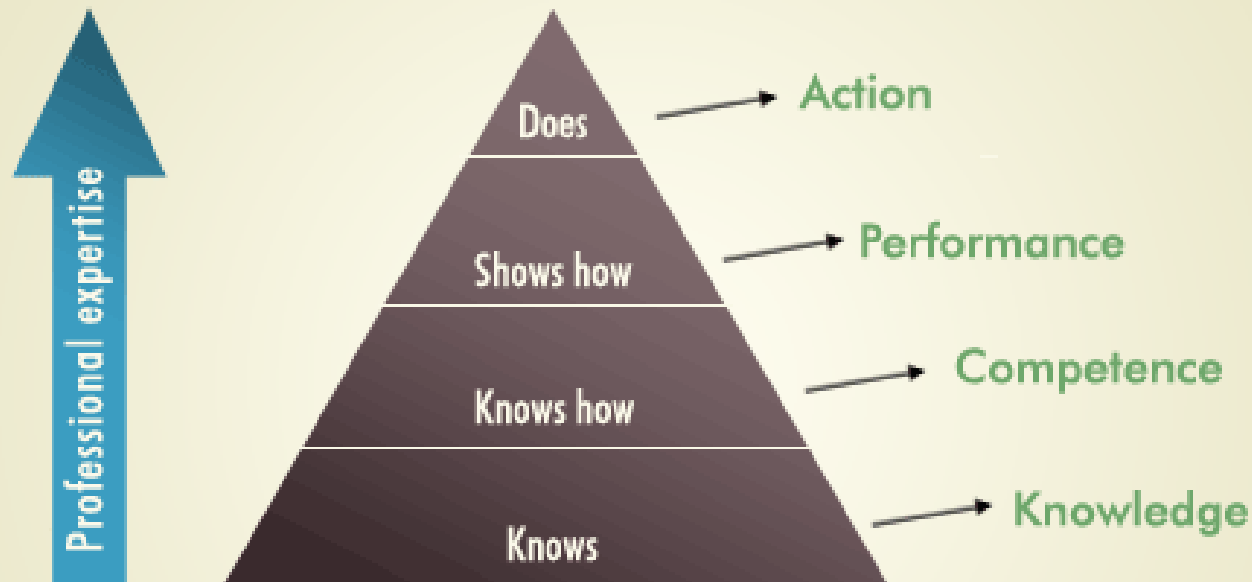 Professional expertise
Does
Action
Shows how
Performance
Knows how
Competence
Knows
Knowledge